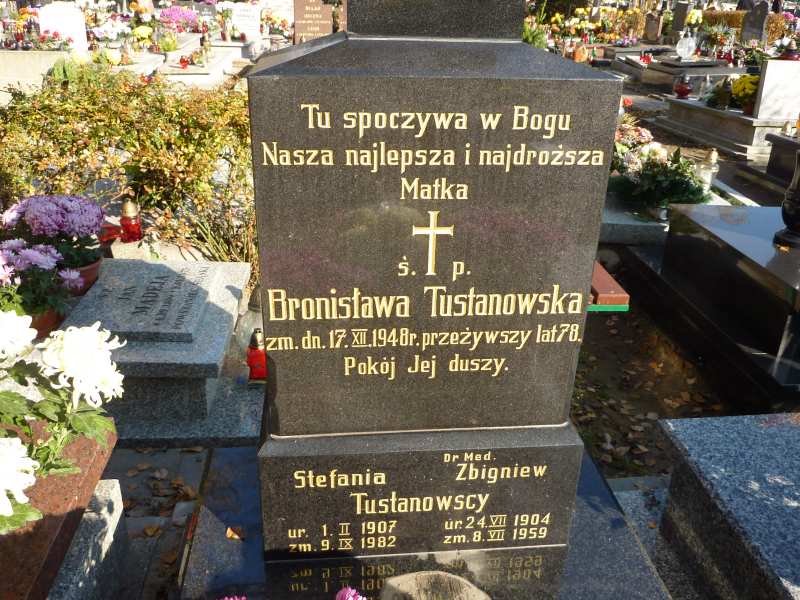 Tu spoczywa w Bogu
Nasza najlepsza i najdroższa
Matka
ś. p.
Bronisława Tustanowska
zm. dn. 17. XII. 1948r. przeżywszy lat 78.
Pokój Jej duszy.
Stefania Dr Med. Zbigniew
Tustanowscy
ur. 1. II 1907 ur. 24. VII 1904
zm. 9. IX 1982 zm. 8. VII 1959
MADEJ